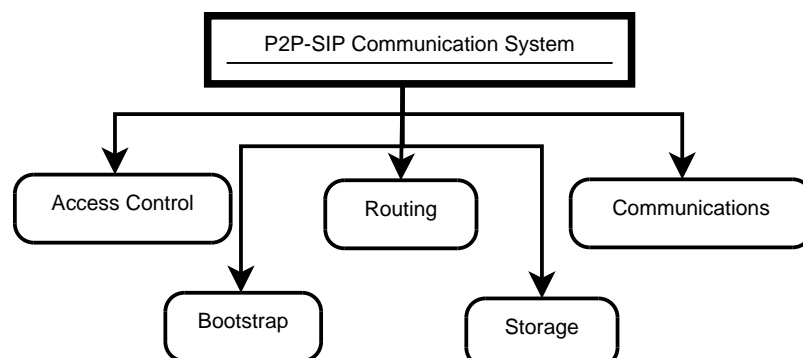 P2P-SIP Communication System
Access Control
Routing
Communications
Bootstrap
Storage